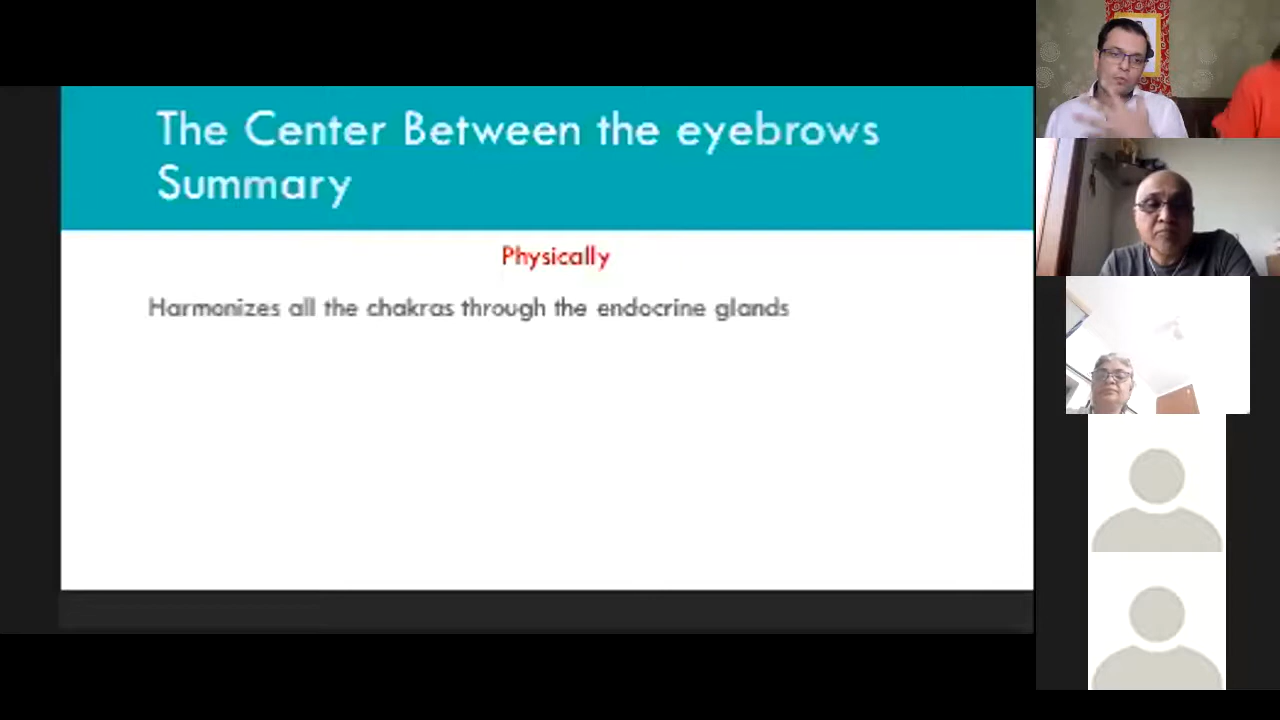 The Center Between the eyebrows
Summary
Physically
Harmonizes all the chakras through the endocrine glands